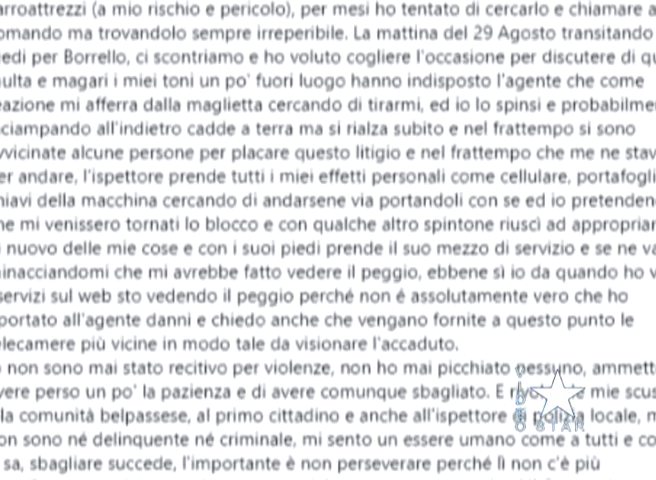 arroattrezzi (a mio rischio e pericolo), per mesi ho tentato di cercarlo e chiamare a
omando ma trovandolo sempre irreperibile. La mattina del 29 Agosto transitando
edi per Borrello, ci scontriamo e ho voluto cogliere l'occasione per discutere di qu
ulta e magari i miei toni un po' fuori luogo hanno indisposto l'agente che come
eazione mi afferra dalla maglietta cercando di tirarmi, ed io lo spinsi e probabilmen
ciampando all'indietro cadde a terra ma si rialza subito e nel frattempo si sono
vvicinate alcune persone per placare questo litigio e nel frattempo che me ne stav
er andare, l'ispettore prende tutti i miei effetti personali come cellulare, portafogli
hiavi della macchina cercando di andarsene via portandoli con se ed io pretenden
he mi venissero tornati lo blocco e con qualche altro spintone riuscì ad appropriar
i nuovo delle mie cose e con i suoi piedi prende il suo mezzo di servizio e se ne va
inacciandomi che mi avrebbe fatto vedere il peggio, ebbene sì io da quando ho v
servizi sul web sto vedendo il peggio perché non é assolutamente vero che ho
portato all'agente danni e chiedo anche che vengano fornite a questo punto le
elecamere più vicine in modo tale da visionare l'accaduto.
non sono mai stato recitivo per violenze, non ho mai picchiato nessuno, ammett
vere perso un po' la pazienza e di avere comunque sbagliato. E mie scus
la comunità belpassese, al primo cittadino e anche all'ispettore di polizia locale, n
on sono né delinquente né criminale, mi sento un essere umano come a tutti e co
sa, sbagliare succede, l'importante è non perseverare perché lì non c'è più
STAR